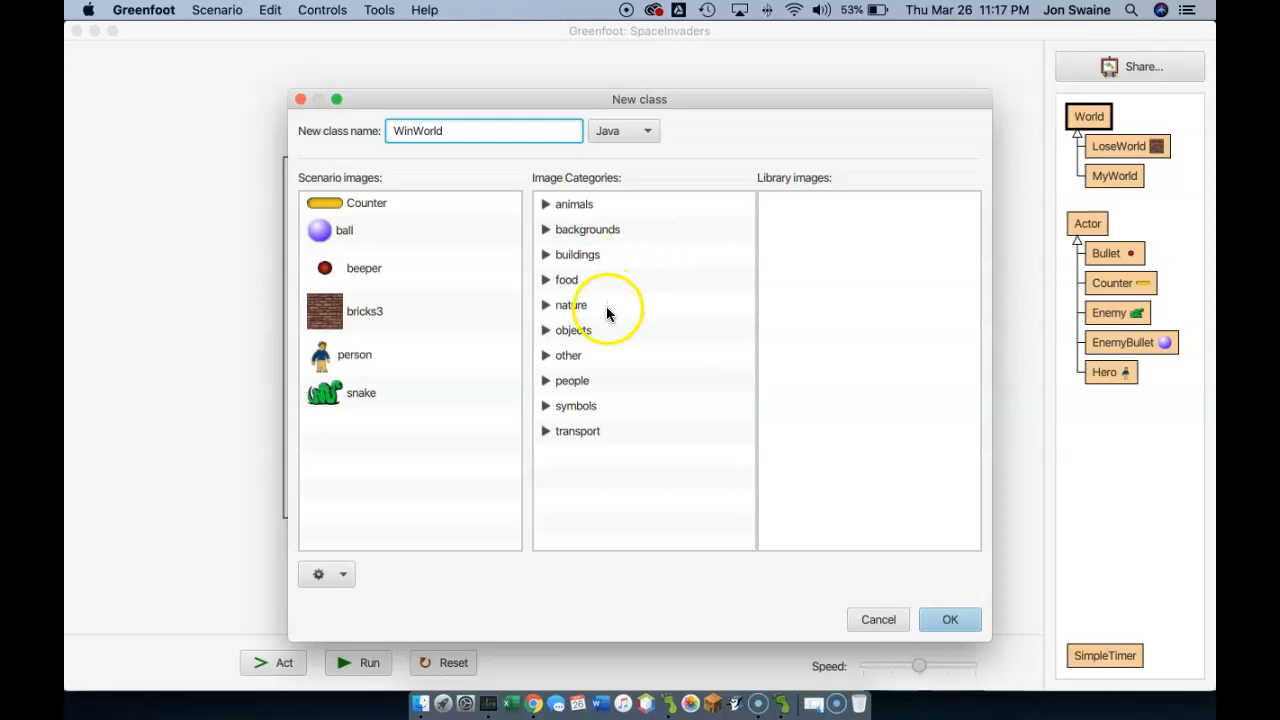 Greenfoot Scenario Edit Controls Tools Help 53% Thu Mar 26 11:17 PM Jon Swaine
Greenfoot: SpaceInvaders
Share...
New class
New class name: WinWorld Java
Scenario images: Image Categories: Library images:
Counter
ball
beeper
bricks3
person
snake
animals
backgrounds
buildings
food
nature
objects
other
people
symbols
transport
Cancel OK
World
LoseWorld
MyWorld
Actor
Bullet
Counter
Enemy
EnemyBullet
Hero
SimpleTimer
Act Run Reset Speed: